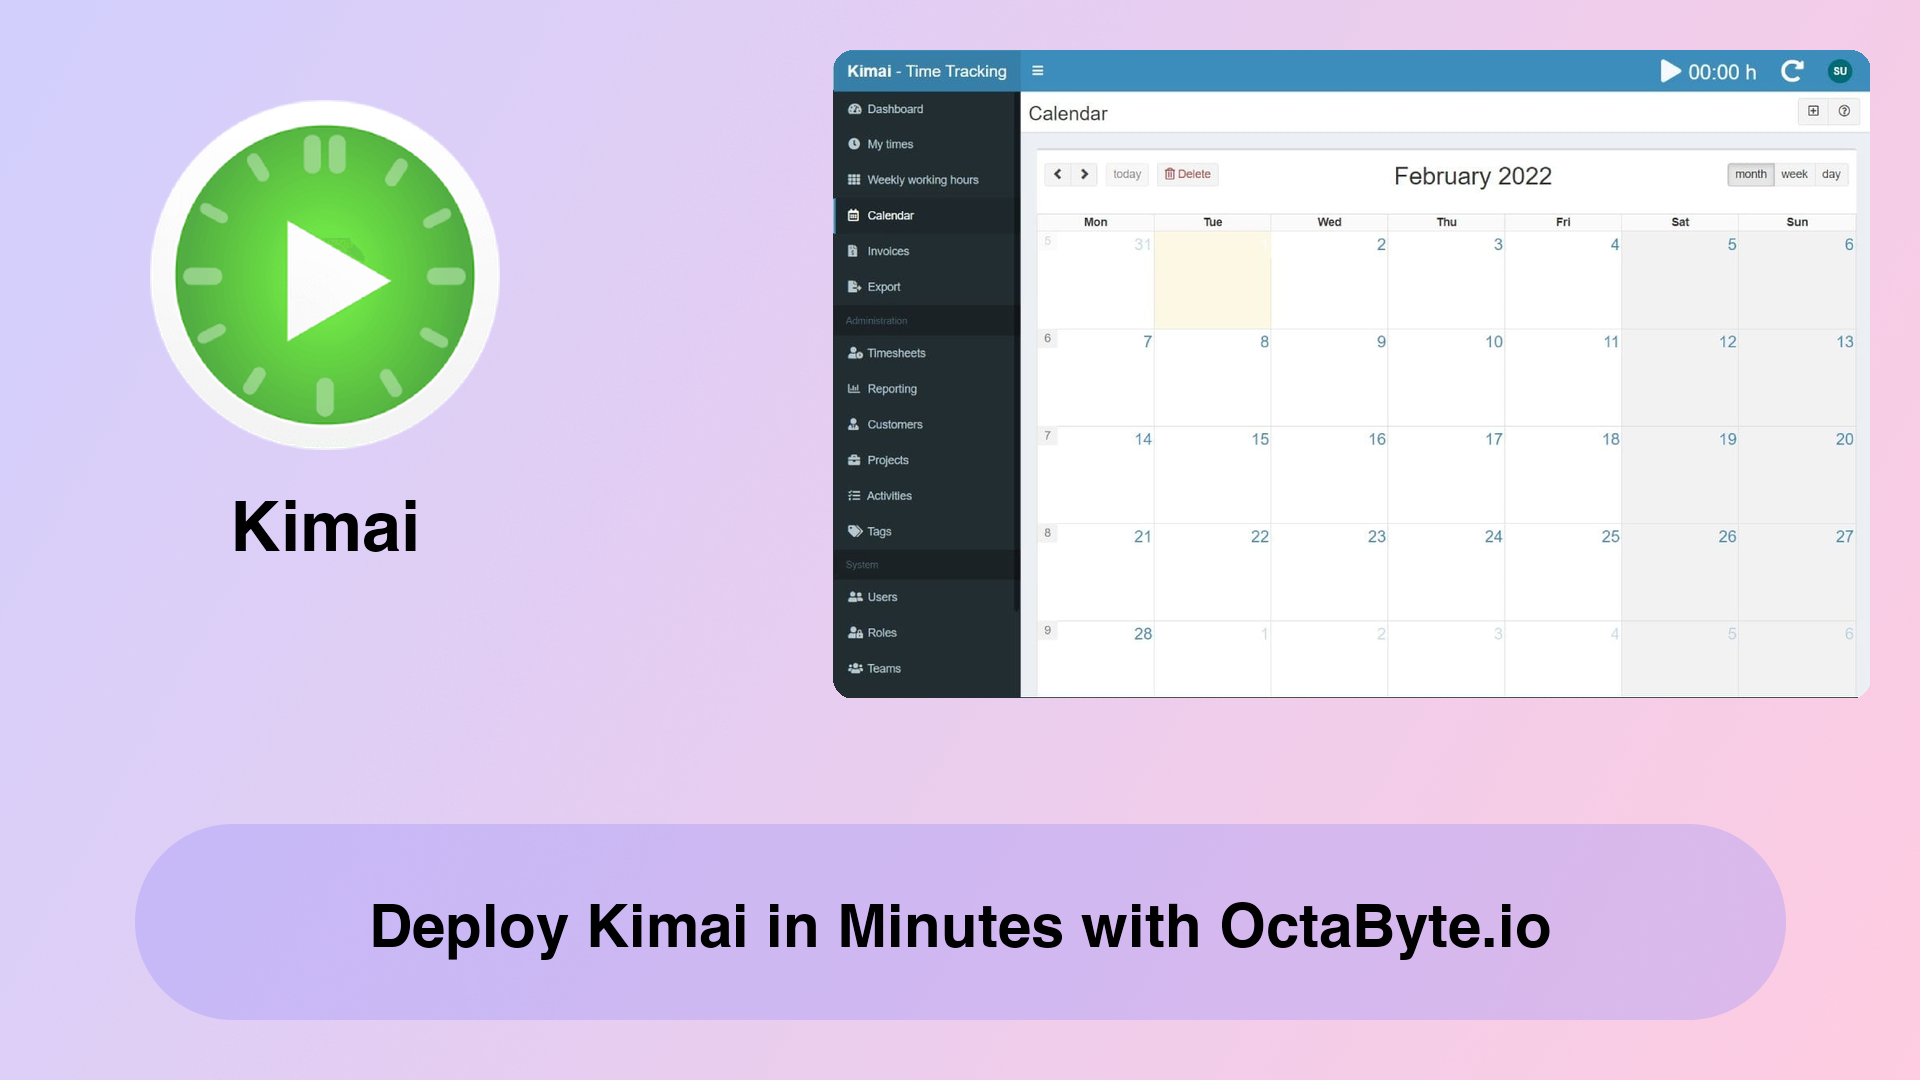 Kimai
Kimai - Time Tracking
00:00 h
SU
Dashboard
My times
Weekly working hours
Calendar
Invoices
Export
Administration
Timesheets
Reporting
Customers
Projects
Activities
Tags
System
Users
Roles
Teams
Calendar
today
Delete
February 2022
month week day
Mon Tue Wed Thu Fri Sat Sun
5 31 2 3 4 5 6
6 7 8 9 10 11 12 13
7 14 15 16 17 18 19 20
8 21 22 23 24 25 26 27
9 28 1 2 3 4 5 6
Deploy Kimai in Minutes with OctaByte.io